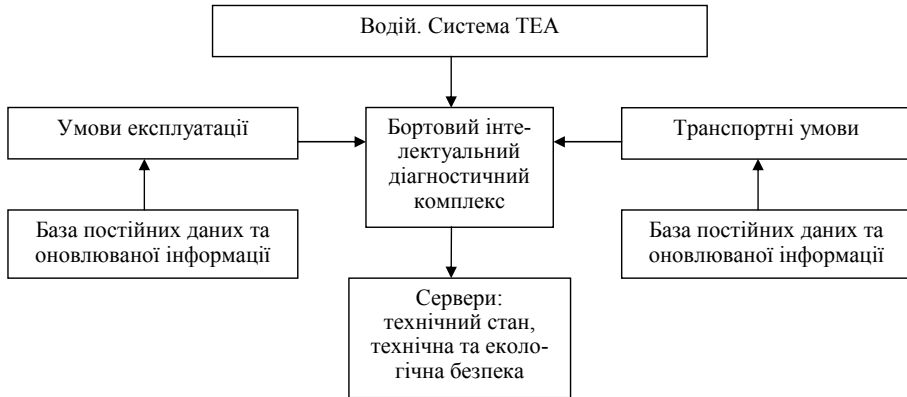 Водій. Система ТЕА
Умови експлуатації
Бортовий інте-
лектуальний
діагностичний
комплекс
Транспортні умови
База постійних даних та
оновлюваної інформації
База постійних даних та
оновлюваної інформації
Сервери:
технічний стан,
технічна та еколо-
гічна безпека